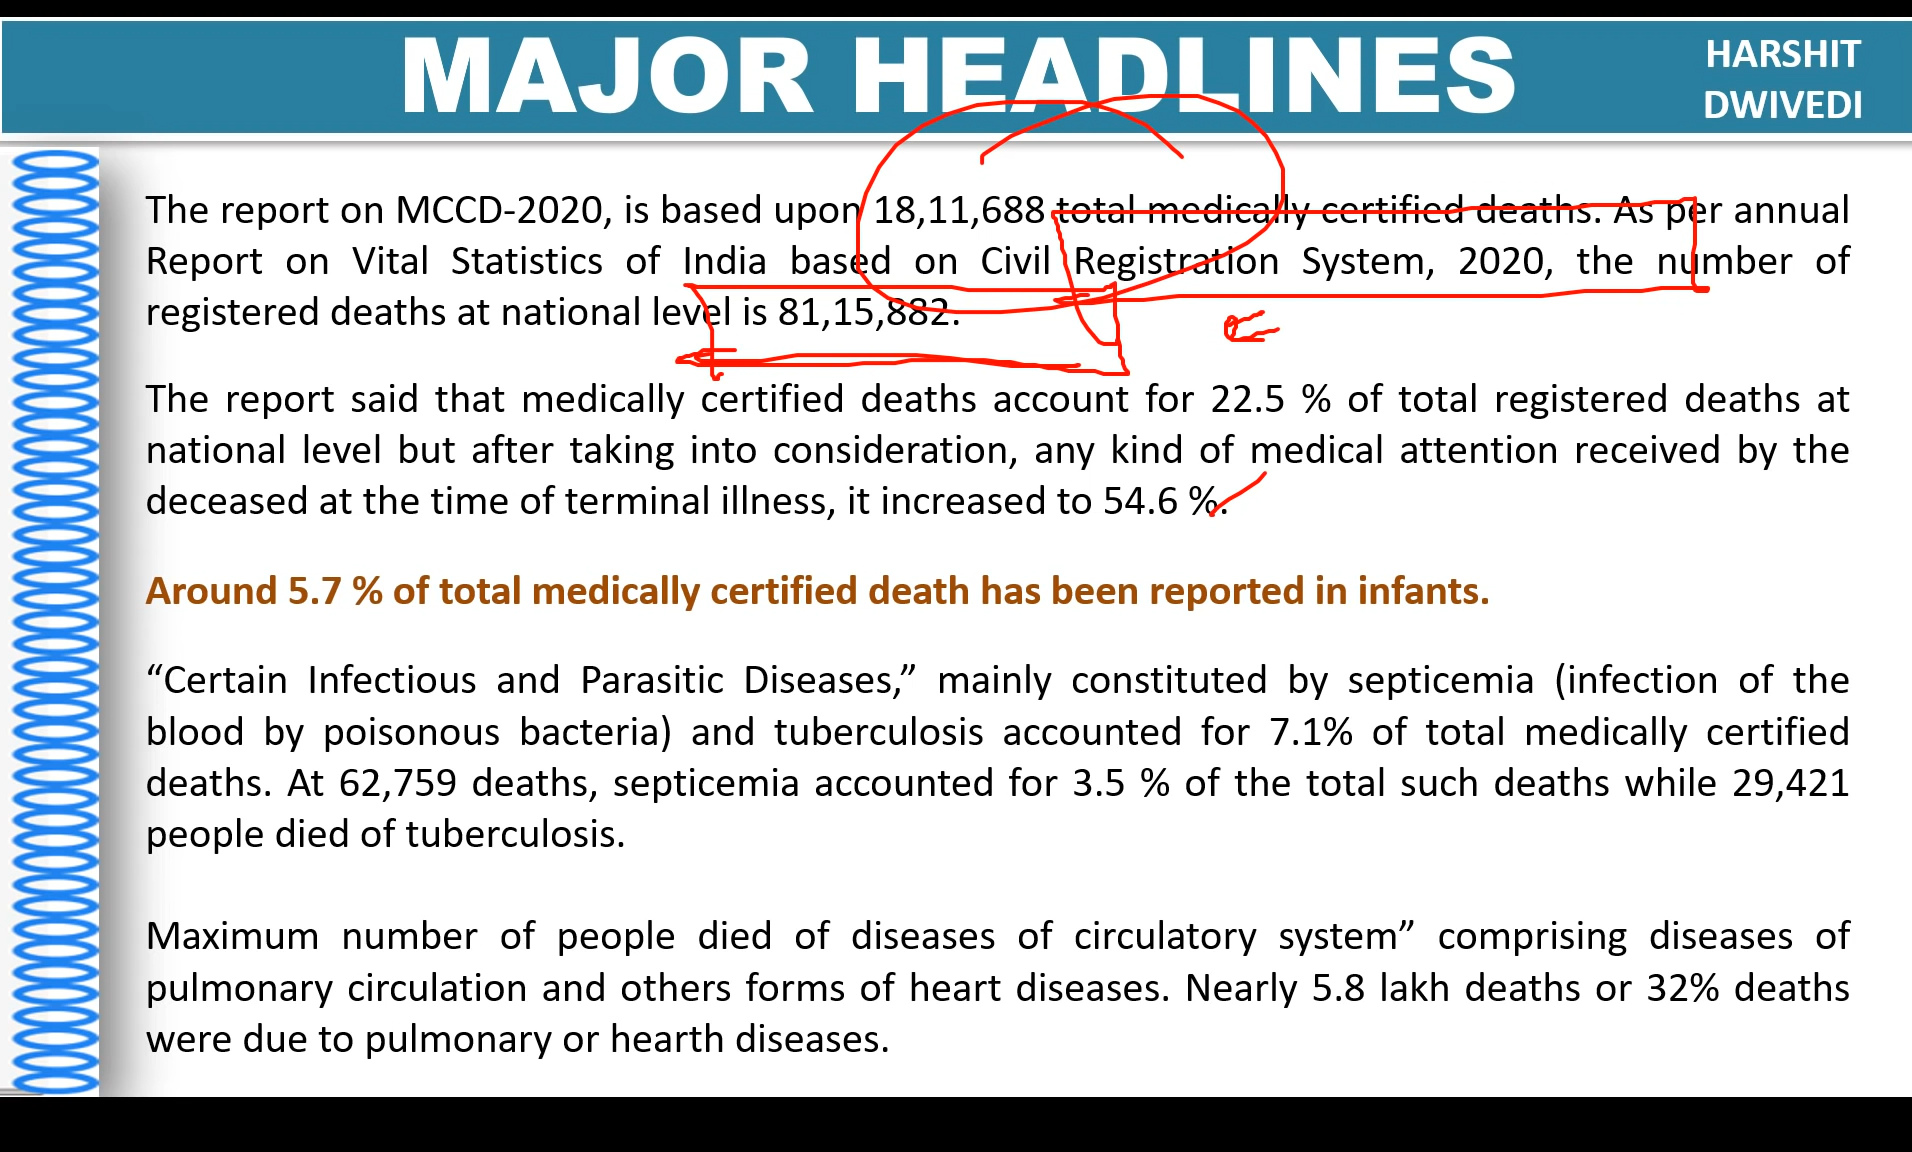 MAJOR HEADLINES
HARSHIT
DWIVEDI
The report on MCCD-2020, is based upon 18,11,688 total medically certified deaths. As per annual
Report on Vital Statistics of India based on Civil Registration System, 2020, the number of
registered deaths at national level is 81,15,882.
The report said that medically certified deaths account for 22.5 % of total registered deaths at
national level but after taking into consideration, any kind of medical attention received by the
deceased at the time of terminal illness, it increased to 54.6 %.
Around 5.7 % of total medically certified death has been reported in infants.
“Certain Infectious and Parasitic Diseases,” mainly constituted by septicemia (infection of the
blood by poisonous bacteria) and tuberculosis accounted for 7.1% of total medically certified
deaths. At 62,759 deaths, septicemia accounted for 3.5 % of the total such deaths while 29,421
people died of tuberculosis.
Maximum number of people died of diseases of circulatory system” comprising diseases of
pulmonary circulation and others forms of heart diseases. Nearly 5.8 lakh deaths or 32% deaths
were due to pulmonary or hearth diseases.